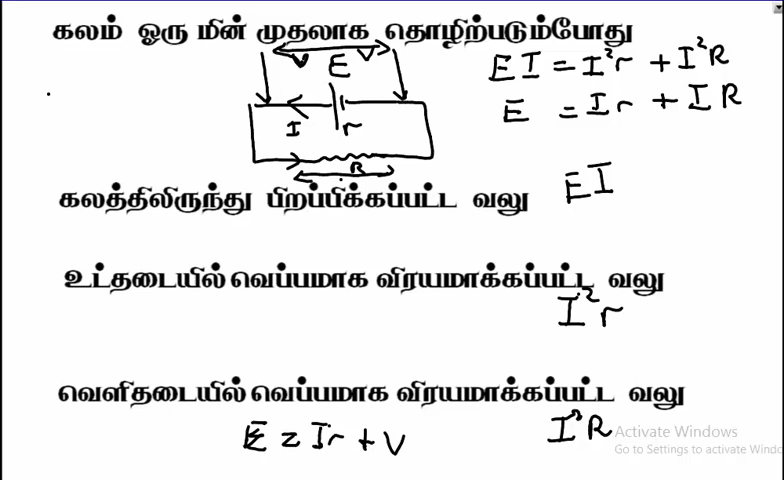 கலம் ஒரு மின் முதலாக தொழிற்படும்போது
V E V
EI = I²r + I²R
I r
E = Ir + IR
R
கலத்திலிருந்து பிறப்பிக்கப்பட்ட வலு EI
உட்தடையில் வெப்பமாக விரயமாக்கப்பட்ட வலு
I²r
வெளிதடையில் வெப்பமாக விரயமாக்கப்பட்ட வலு
E = Ir + V I²R
Activate Windows
Go to Settings to activate Windo